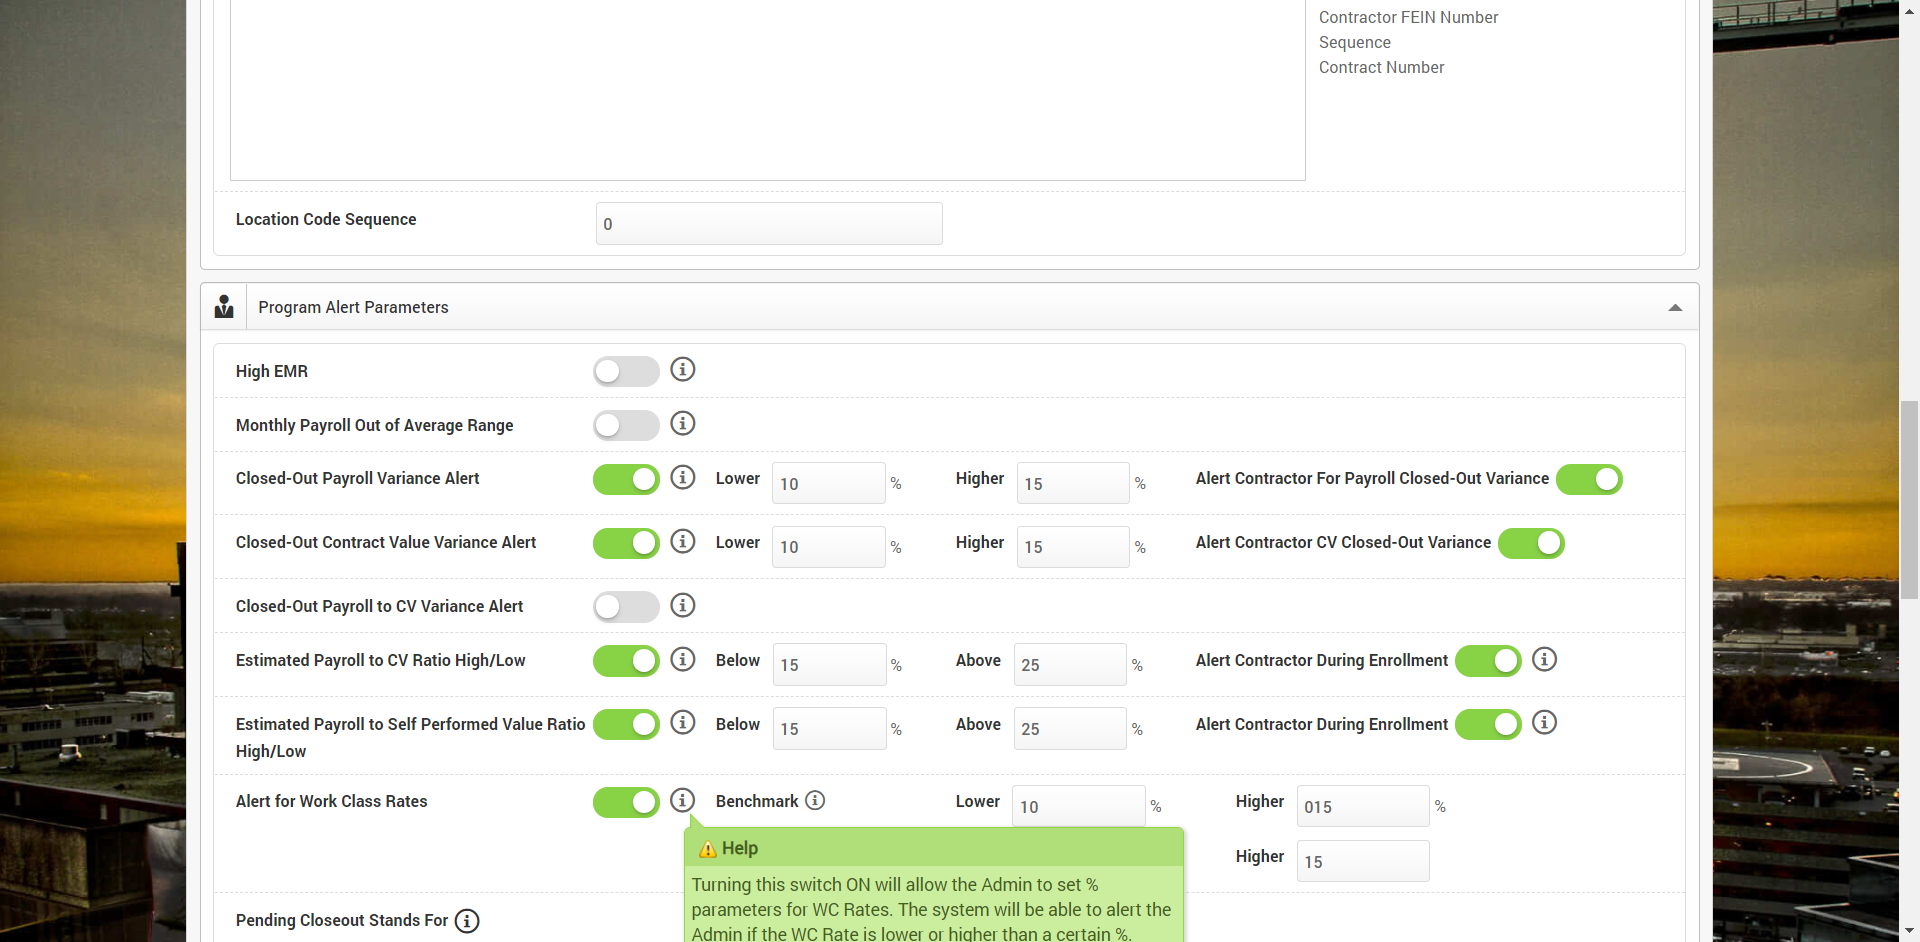 Contractor FEIN Number
Sequence
Contract Number
Location Code Sequence 0
Program Alert Parameters
High EMR
Monthly Payroll Out of Average Range
Closed-Out Payroll Variance Alert Lower 10 % Higher 15 % Alert Contractor For Payroll Closed-Out Variance
Closed-Out Contract Value Variance Alert Lower 10 % Higher 15 % Alert Contractor CV Closed-Out Variance
Closed-Out Payroll to CV Variance Alert
Estimated Payroll to CV Ratio High/Low Below 15 % Above 25 % Alert Contractor During Enrollment
Estimated Payroll to Self Performed Value Ratio Below 15 % Above 25 % Alert Contractor During Enrollment
High/Low
Alert for Work Class Rates Benchmark Lower 10 % Higher 015 %
Higher 15
Help
Turning this switch ON will allow the Admin to set %
parameters for WC Rates. The system will be able to alert the
Admin if the WC Rate is lower or higher than a certain %.
Pending Closeout Stands For